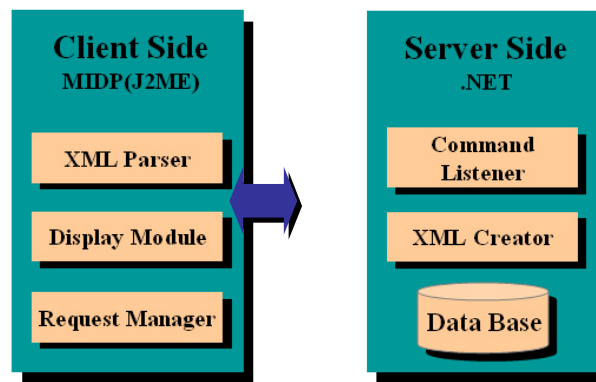 Client Side
MIDP(J2ME)
XML Parser
Display Module
Request Manager
Server Side
.NET
Command
Listener
XML Creator
Data Base